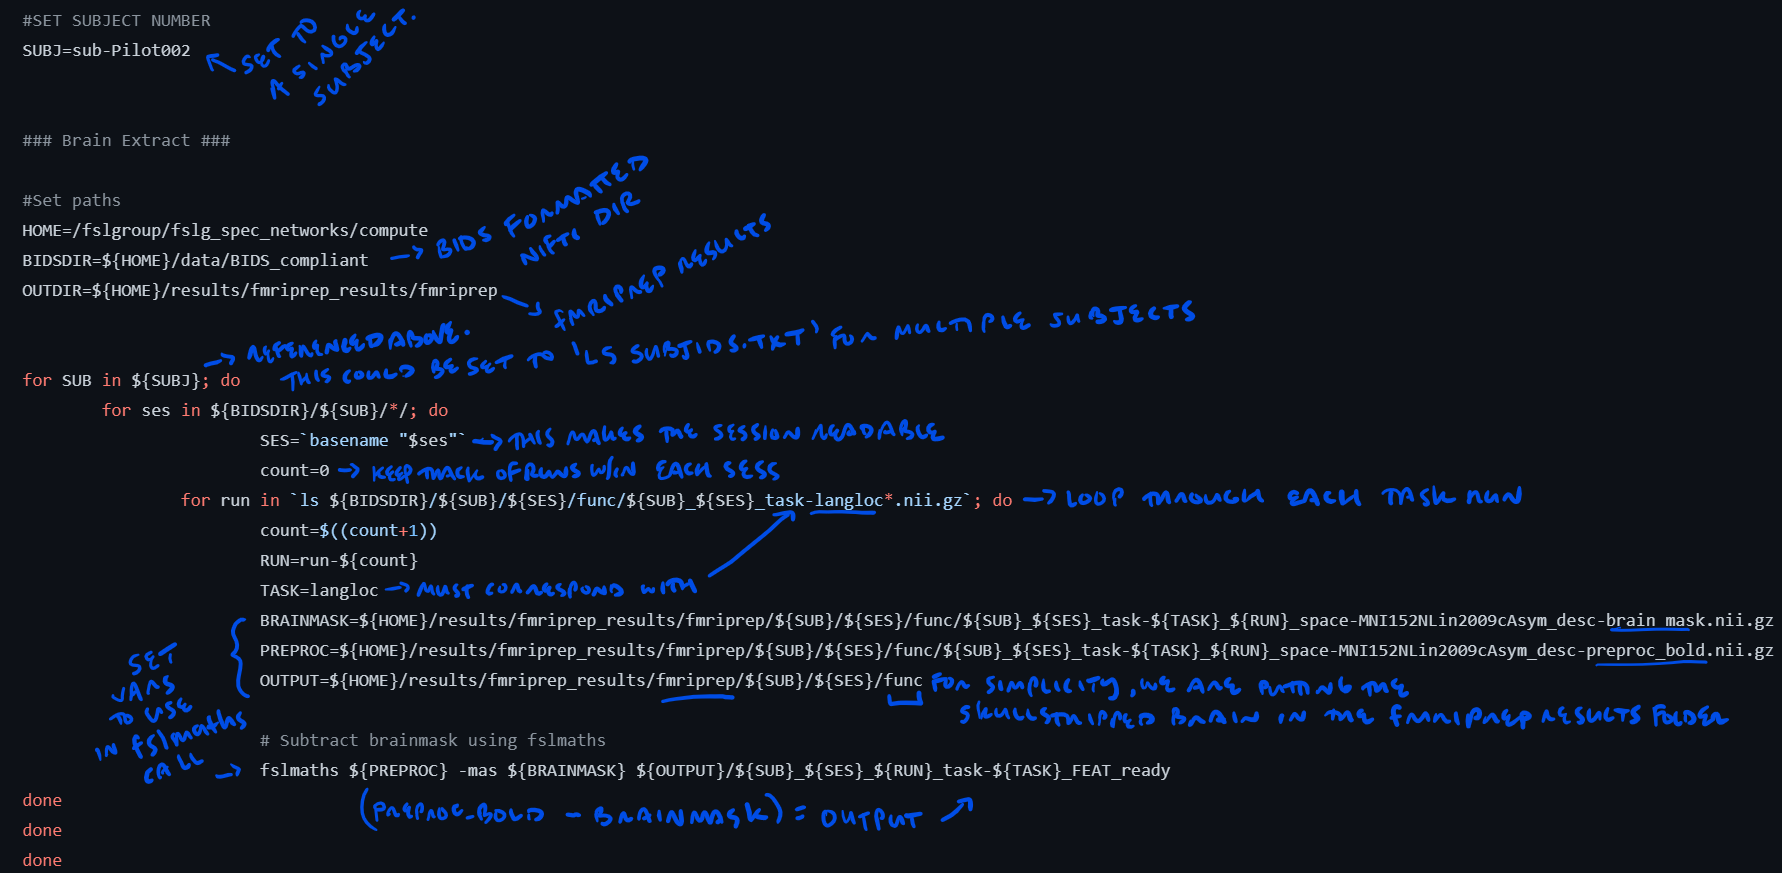 #SET SUBJECT NUMBER
SUBJ=sub-Pilot002
SET TO
A SINGLE
SUBJECT.
### Brain Extract ###
#Set paths
HOME=/fslgroup/fslg_spec_networks/compute
BIDSDIR=${HOME}/data/BIDS_compliant
BIDS FORMATTED
NIFTI DIR
OUTDIR=${HOME}/results/fmriprep_results/fmriprep
fMRIPREP RESULTS
REFERENCED ABOVE.
THIS COULD BE SET TO 'LS SUBJIDS.TXT' FOR MULTIPLE SUBJECTS
for SUB in ${SUBJ}; do
for ses in ${BIDSDIR}/${SUB}/*/; do
SES=`basename "$ses"` THIS MAKES THE SESSION READABLE
count=0 KEEP TRACK OF RUNS W/IN EACH SESS
for run in `ls ${BIDSDIR}/${SUB}/${SES}/func/${SUB}_${SES}_task-langloc*.nii.gz`; do LOOP THROUGH EACH TASK RUN
count=$((count+1))
RUN=run-${count}
TASK=langloc MUST CORRESPOND WITH
BRAINMASK=${HOME}/results/fmriprep_results/fmriprep/${SUB}/${SES}/func/${SUB}_${SES}_task-${TASK}_${RUN}_space-MNI152NLin2009cAsym_desc-brain_mask.nii.gz
PREPROC=${HOME}/results/fmriprep_results/fmriprep/${SUB}/${SES}/func/${SUB}_${SES}_task-${TASK}_${RUN}_space-MNI152NLin2009cAsym_desc-preproc_bold.nii.gz
OUTPUT=${HOME}/results/fmriprep_results/fmriprep/${SUB}/${SES}/func FOR SIMPLICITY, WE ARE PUTTING THE
SKULLSTRIPPED BRAIN IN THE fMRIPREP RESULTS FOLDER
SET
VARS
TO USE
IN fslmaths
CALL
# Subtract brainmask using fslmaths
fslmaths ${PREPROC} -mas ${BRAINMASK} ${OUTPUT}/${SUB}_${SES}_${RUN}_task-${TASK}_FEAT_ready
done
(PREPROC_BOLD - BRAINMASK) = OUTPUT
done
done